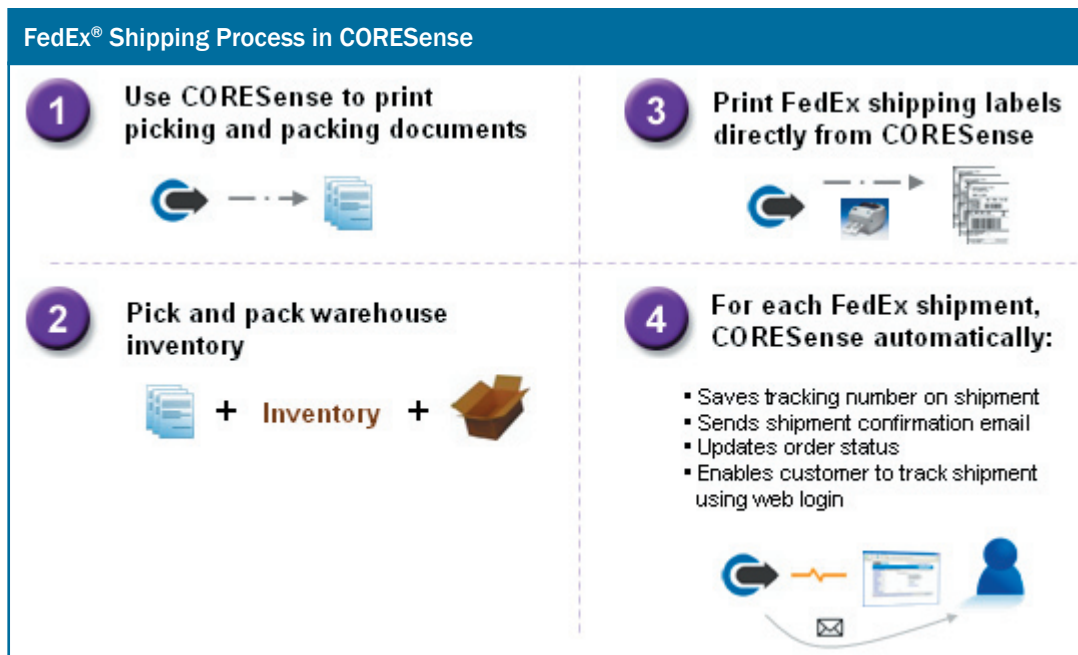 FedEx® Shipping Process in CORESense
1
Use CORESense to print
picking and packing documents
2
Pick and pack warehouse
inventory
+ Inventory +
3
Print FedEx shipping labels
directly from CORESense
4
For each FedEx shipment,
CORESense automatically:
▪ Saves tracking number on shipment
▪ Sends shipment confirmation email
▪ Updates order status
▪ Enables customer to track shipment
using web login